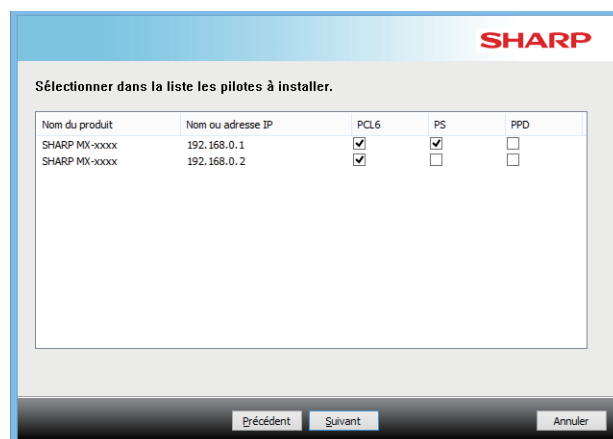 SHARP
Sélectionner dans la liste les pilotes à installer.
Nom du produit Nom ou adresse IP PCL6 PS PPD
SHARP MX-xxxx 192.168.0.1
SHARP MX-xxxx 192.168.0.2
Précédent Suivant Annuler